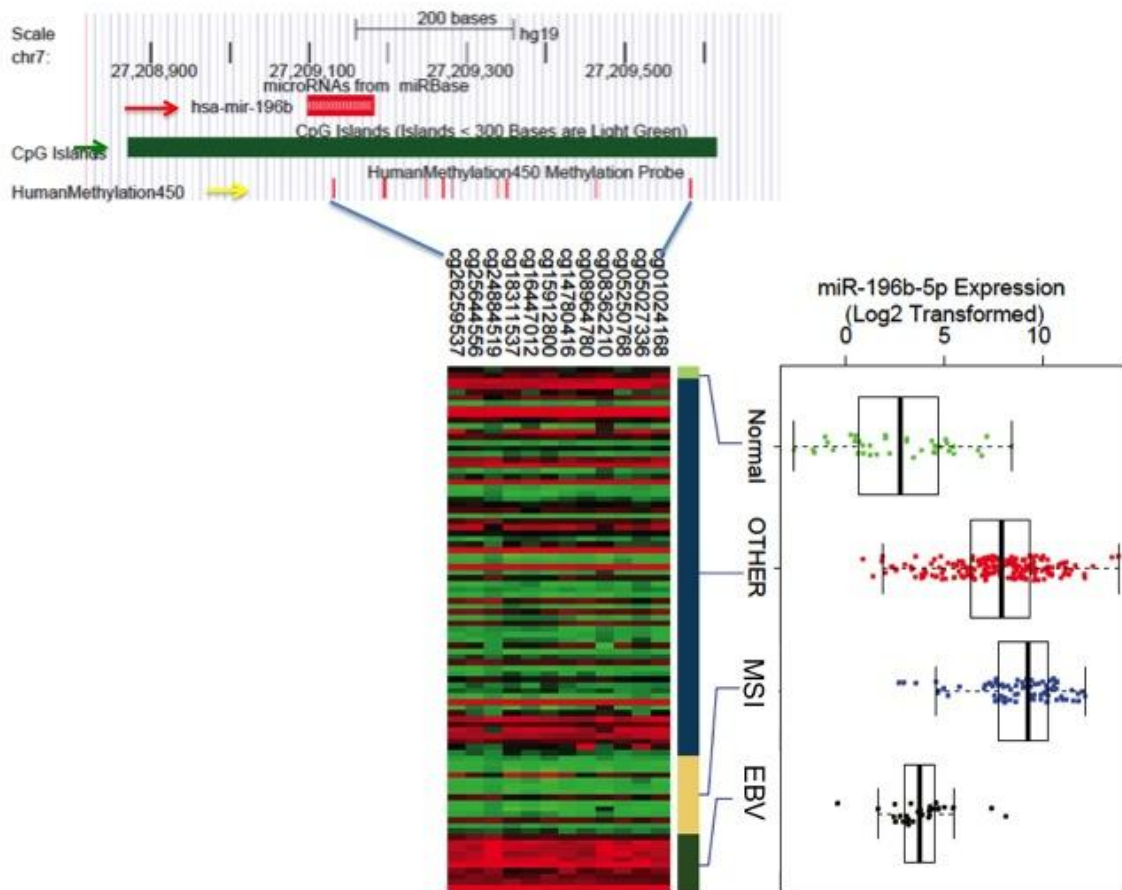 Scale 200 bases hg19
chr7: 27,208,900 27,209,100 27,209,300 27,209,500
microRNAs from miRBase
hsa-mir-196b
CpG Islands (Islands < 300 Bases are Light Green)
CpG Islands
HumanMethylation450 Methylation Probe
HumanMethylation450
cg26259537
cg25644556
cg24884519
cg18311537
cg16447012
cg15912800
cg14780416
cg08964780
cg08362210
cg05250768
cg05027336
cg01024168
miR-196b-5p Expression
(Log2 Transformed)
0 5 10
Normal
OTHER
MSI
EBV